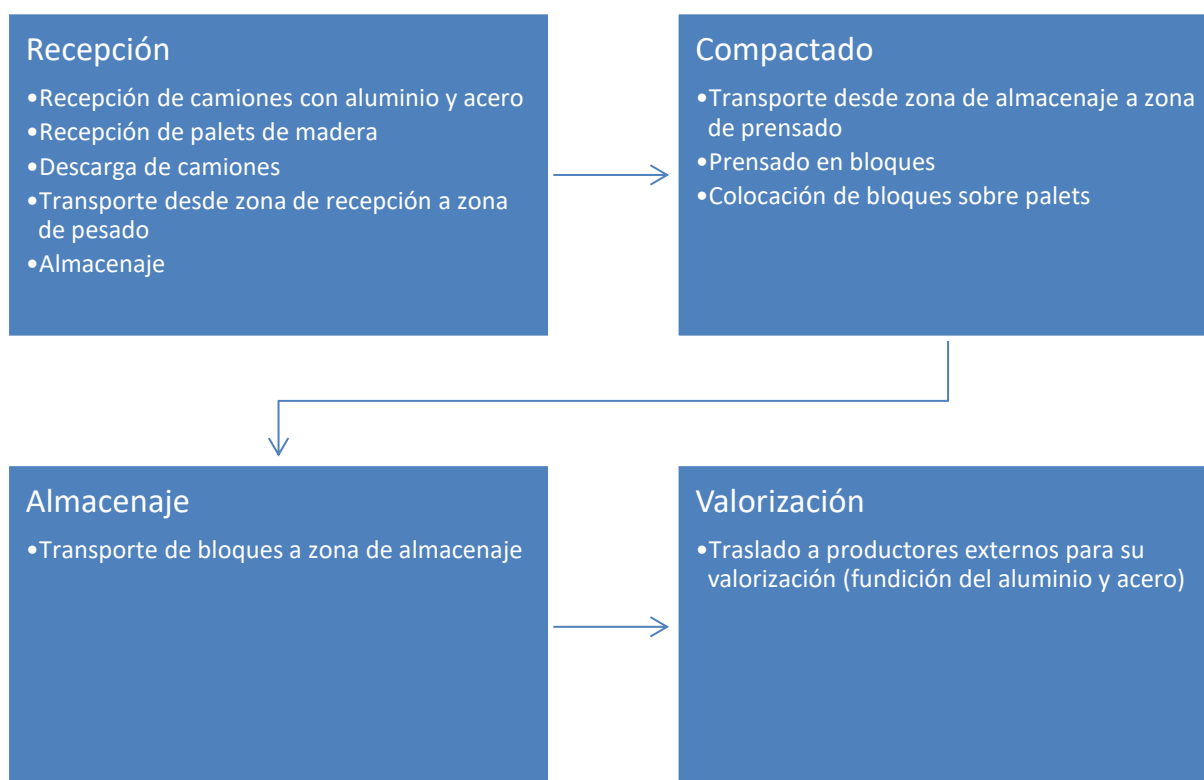 Recepción
•Recepción de camiones con aluminio y acero
•Recepción de palets de madera
•Descarga de camiones
•Transporte desde zona de recepción a zona
de pesado
•Almacenaje
Compactado
•Transporte desde zona de almacenaje a zona
de prensado
•Prensado en bloques
•Colocación de bloques sobre palets
Almacenaje
•Transporte de bloques a zona de almacenaje
Valorización
•Traslado a productores externos para su
valorización (fundición del aluminio y acero)